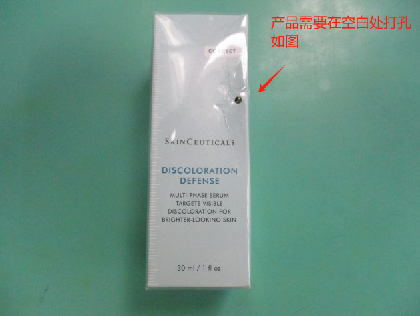 产品需要在空白处打孔
如图
CORRECT
SKINCEUTICALS
DISCOLORATION
DEFENSE
MULTI-PHASE SERUM
TARGETS VISIBLE
DISCOLORATION FOR
BRIGHTER-LOOKING SKIN
30 ml / 1 fl oz